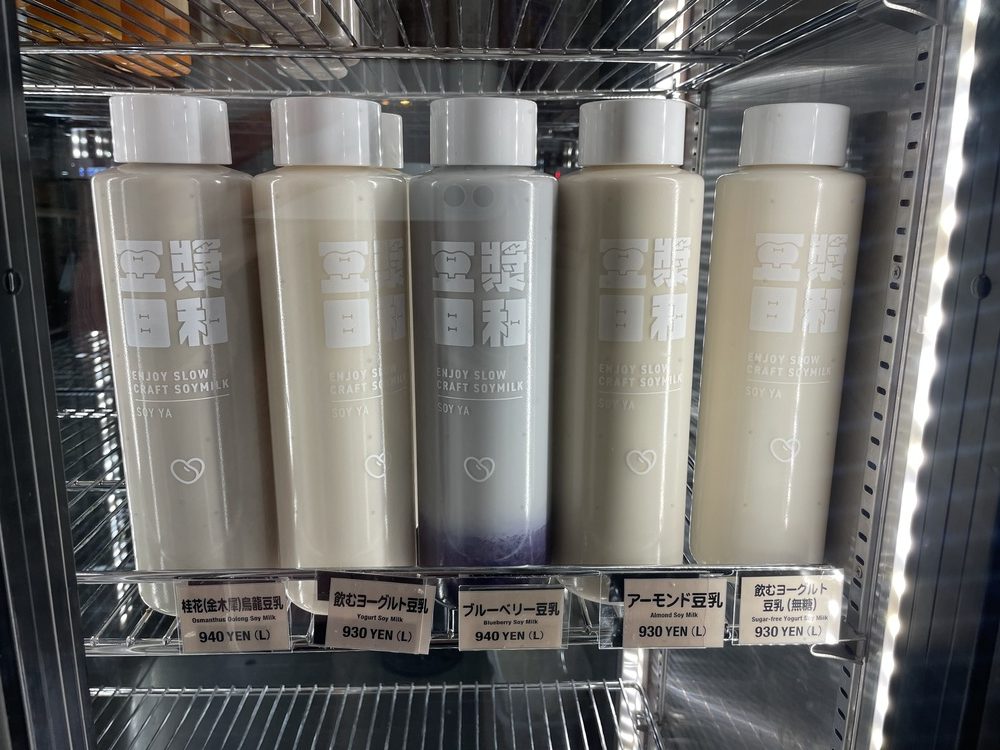 豆漿
日和
ENJOY SLOW
CRAFT SOYMILK
SOY YA
豆漿
日和
ENJOY SLOW
CRAFT SO
SOY YA
豆漿
日和
ENJOY SLOW
CRAFT SOYMILK
SOY YA
豆漿
日和
ENJOY SLOW
CRAFT SOYMILK
SOY YA
豆漿
日和
ENJOY SLOW
CRAFT SOYMILK
SOY YA
桂花(金木犀)烏龍豆乳
Osmanthus Oolong Soy Milk
940 YEN (L)
飲むヨーグルト豆乳
Yogurt Soy Milk
930 YEN (L)
ブルーベリー豆乳
Blueberry Soy Milk
940 YEN (L)
アーモンド豆乳
Almond Soy Milk
930 YEN (L)
飲むヨーグルト
豆乳 (無糖)
Sugar-free Yogurt Soy Milk
930 YEN (L)